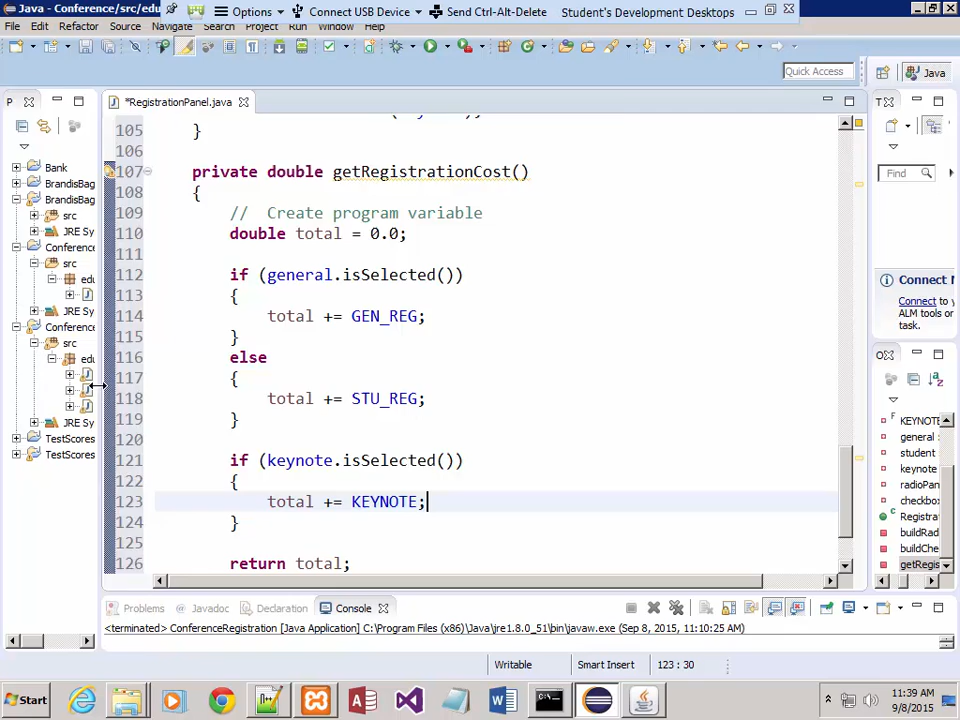 Java - Conference/src/edu
Options
Connect USB Device
Send Ctrl-Alt-Delete
Student's Development Desktops
File Edit Refactor Source Navigate Search Project Run Window Help
Quick Access
Java
P
*RegistrationPanel.java
T
Bank
BrandisBag
BrandisBag
src
JRE Sy
Conference
src
edu
JRE Sy
Conference
src
edu
JRE Sy
TestScores
TestScores
105 }
106
107 private double getRegistrationCost()
108 {
109 // Create program variable
110 double total = 0.0;
111
112 if (general.isSelected())
113 {
114 total += GEN_REG;
115 }
116 else
117 {
118 total += STU_REG;
119 }
120
121 if (keynote.isSelected())
122 {
123 total += KEYNOTE;
124 }
125
126 return total;
Find
Connect M
Connect to
ALM tools or
task.
O
KEYNOTE
general :
student :
keynote
radioPan
checkbox
Registra
buildRad
buildChe
getRegis
Problems Javadoc Declaration Console
<terminated> ConferenceRegistration [Java Application] C:\Program Files (x86)\Java\jre1.8.0_51\bin\javaw.exe (Sep 8, 2015, 11:10:25 AM)
Writable Smart Insert 123 : 30
Start
11:39 AM
9/8/2015